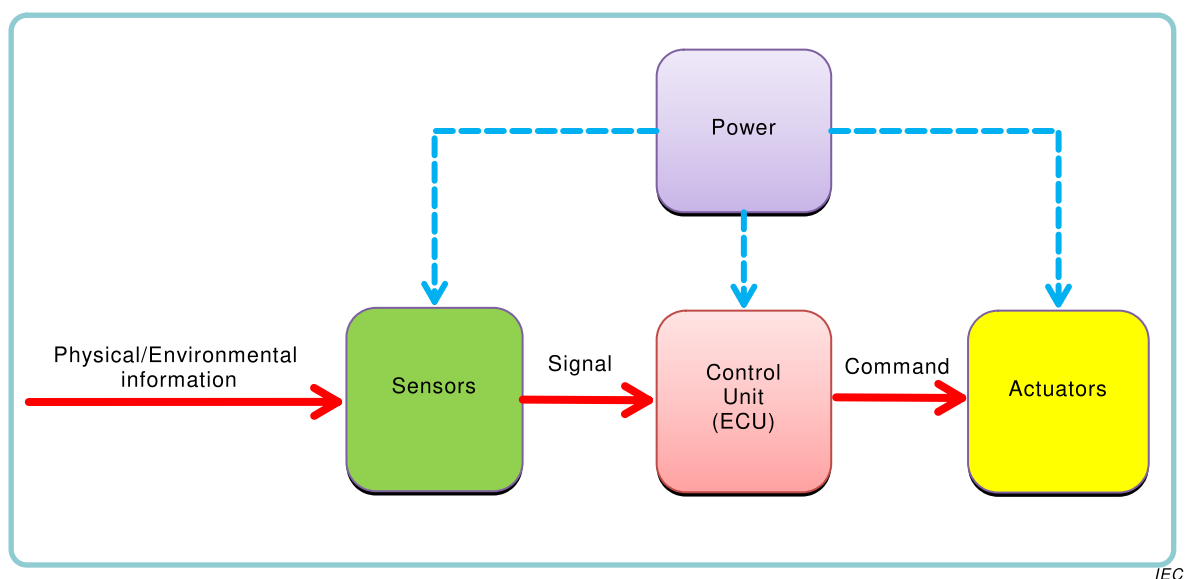 Power
Physical/Environmental
information
Sensors
Signal
Control
Unit
(ECU)
Command
Actuators
IEC